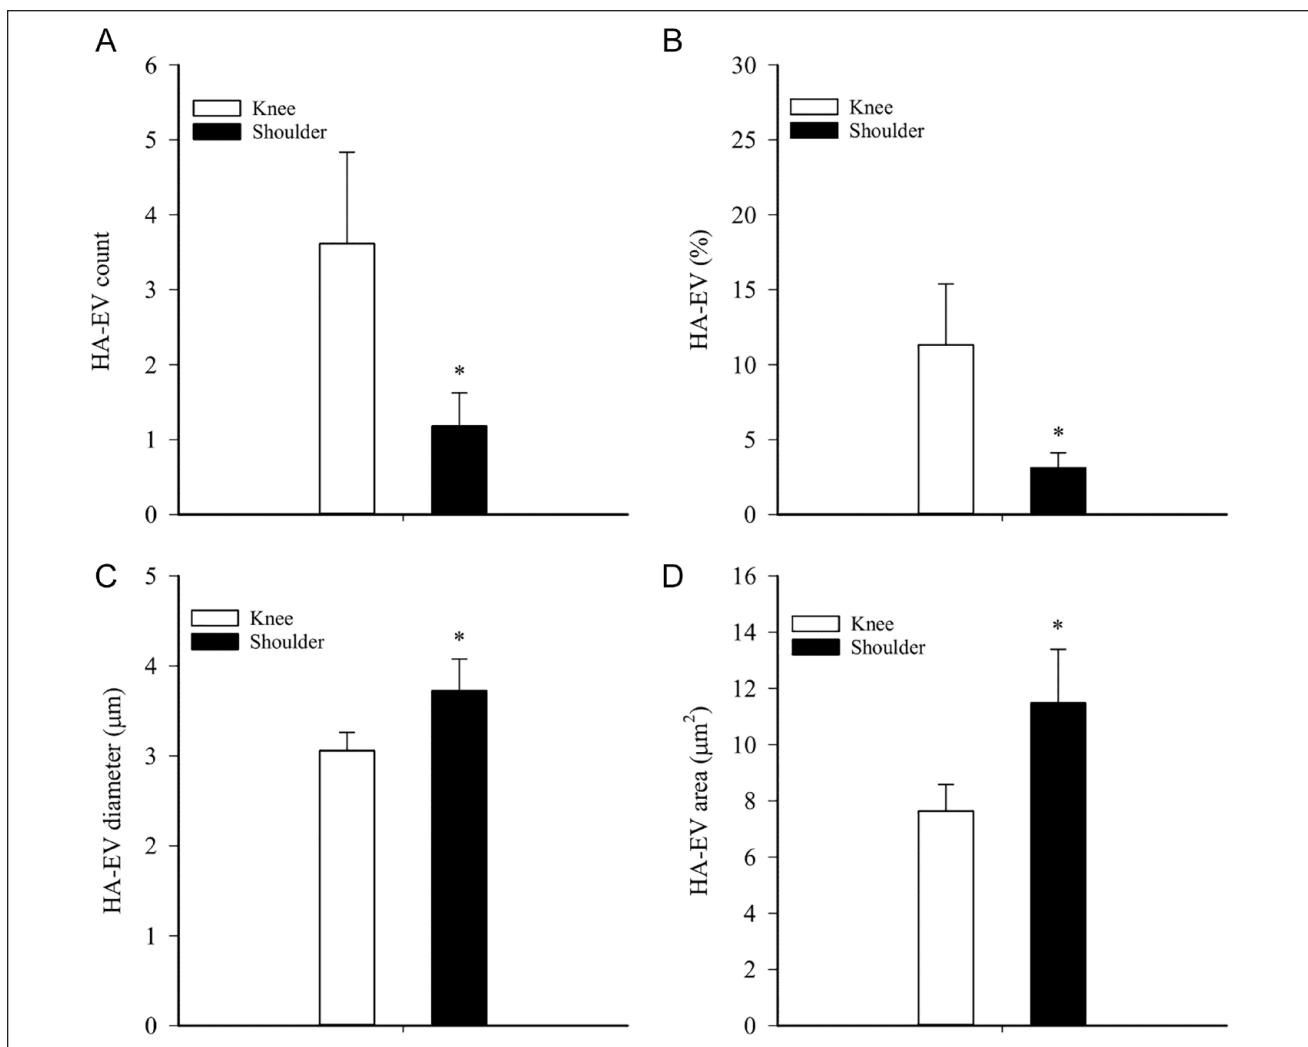 A
6
5
4
3
2
1
0
HA-EV count
Knee
Shoulder
*
B
30
25
20
15
10
5
0
HA-EV (%)
Knee
Shoulder
*
C
5
4
3
2
1
0
HA-EV diameter (μm)
Knee
Shoulder
*
D
16
14
12
10
8
6
4
2
0
HA-EV area (μm²)
Knee
Shoulder
*